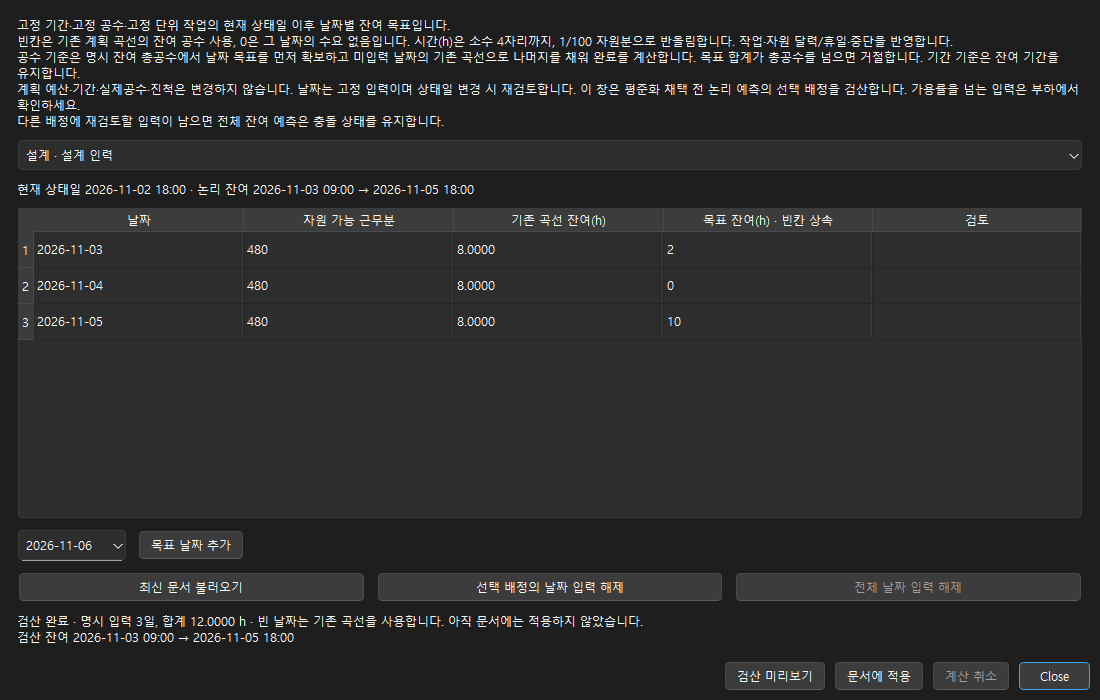 고정 기간·고정 공수·고정 단위 작업의 현재 상태일 이후 날짜별 잔여 목표입니다.
빈칸은 기존 계획 곡선의 잔여 공수 사용, 0은 그 날짜의 수요 없음입니다. 시간(h)은 소수 4자리까지, 1/100 자원분으로 반올림합니다. 작업·자원 달력/휴일·중단을 반영합니다.
공수 기준은 명시 잔여 총공수에서 날짜 목표를 먼저 확보하고 미입력 날짜의 기존 곡선으로 나머지를 채워 완료를 계산합니다. 목표 합계가 총공수를 넘으면 거절합니다. 기간 기준은 잔여 기간을
유지합니다.
계획 예산·기간·실제공수·진척은 변경하지 않습니다. 날짜는 고정 입력이며 상태일 변경 시 재검토합니다. 이 창은 평준화 채택 전 논리 예측의 선택 배정을 검산합니다. 가용률을 넘는 입력은 부하에서
확인하세요.
다른 배정에 재검토할 입력이 남으면 전체 잔여 예측은 충돌 상태를 유지합니다.
설계 · 설계 인력
현재 상태일 2026-11-02 18:00 · 논리 잔여 2026-11-03 09:00 → 2026-11-05 18:00
날짜 자원 가능 근무분 기존 곡선 잔여(h) 목표 잔여(h) · 빈칸 상속 검토
1 2026-11-03 480 8.0000 2
2 2026-11-04 480 8.0000 0
3 2026-11-05 480 8.0000 10
2026-11-06 목표 날짜 추가
최신 문서 불러오기 선택 배정의 날짜 입력 해제 전체 날짜 입력 해제
검산 완료 · 명시 입력 3일, 합계 12.0000 h · 빈 날짜는 기존 곡선을 사용합니다. 아직 문서에는 적용하지 않았습니다.
검산 잔여 2026-11-03 09:00 → 2026-11-05 18:00
검산 미리보기 문서에 적용 계산 취소 Close